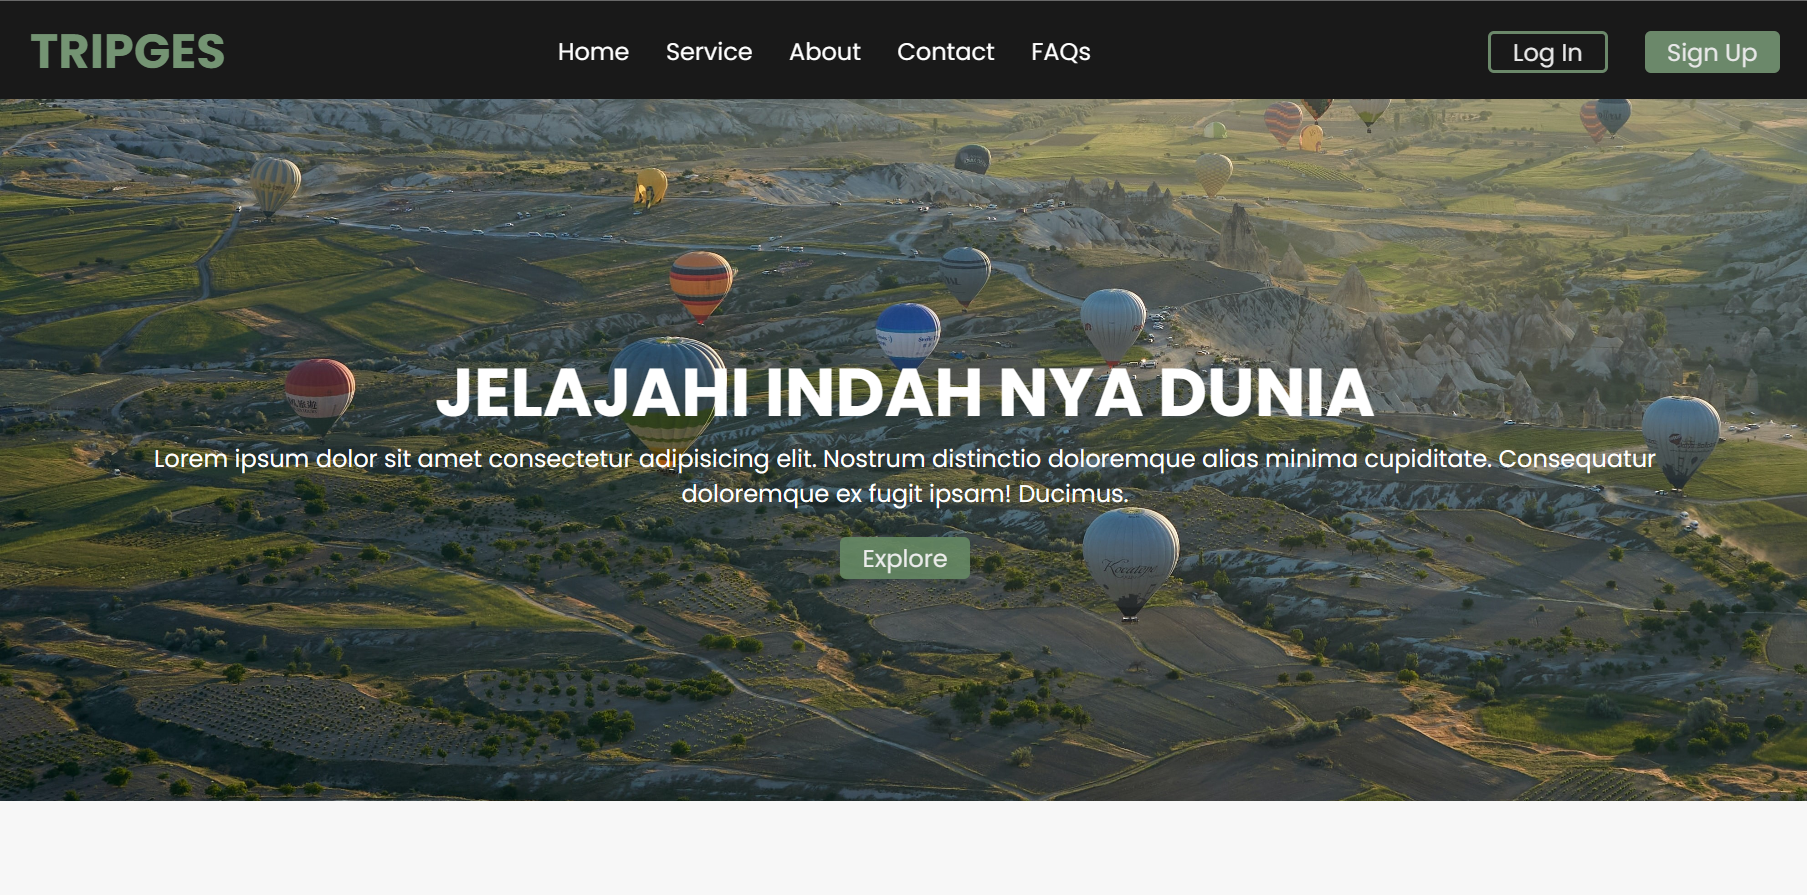 TRIPGES
Home Service About Contact FAQs
Log In Sign Up
JELAJAHI INDAH NYA DUNIA
Lorem ipsum dolor sit amet consectetur adipisicing elit. Nostrum distinctio doloremque alias minima cupiditate. Consequatur
doloremque ex fugit ipsam! Ducimus.
Explore
Kocatepe